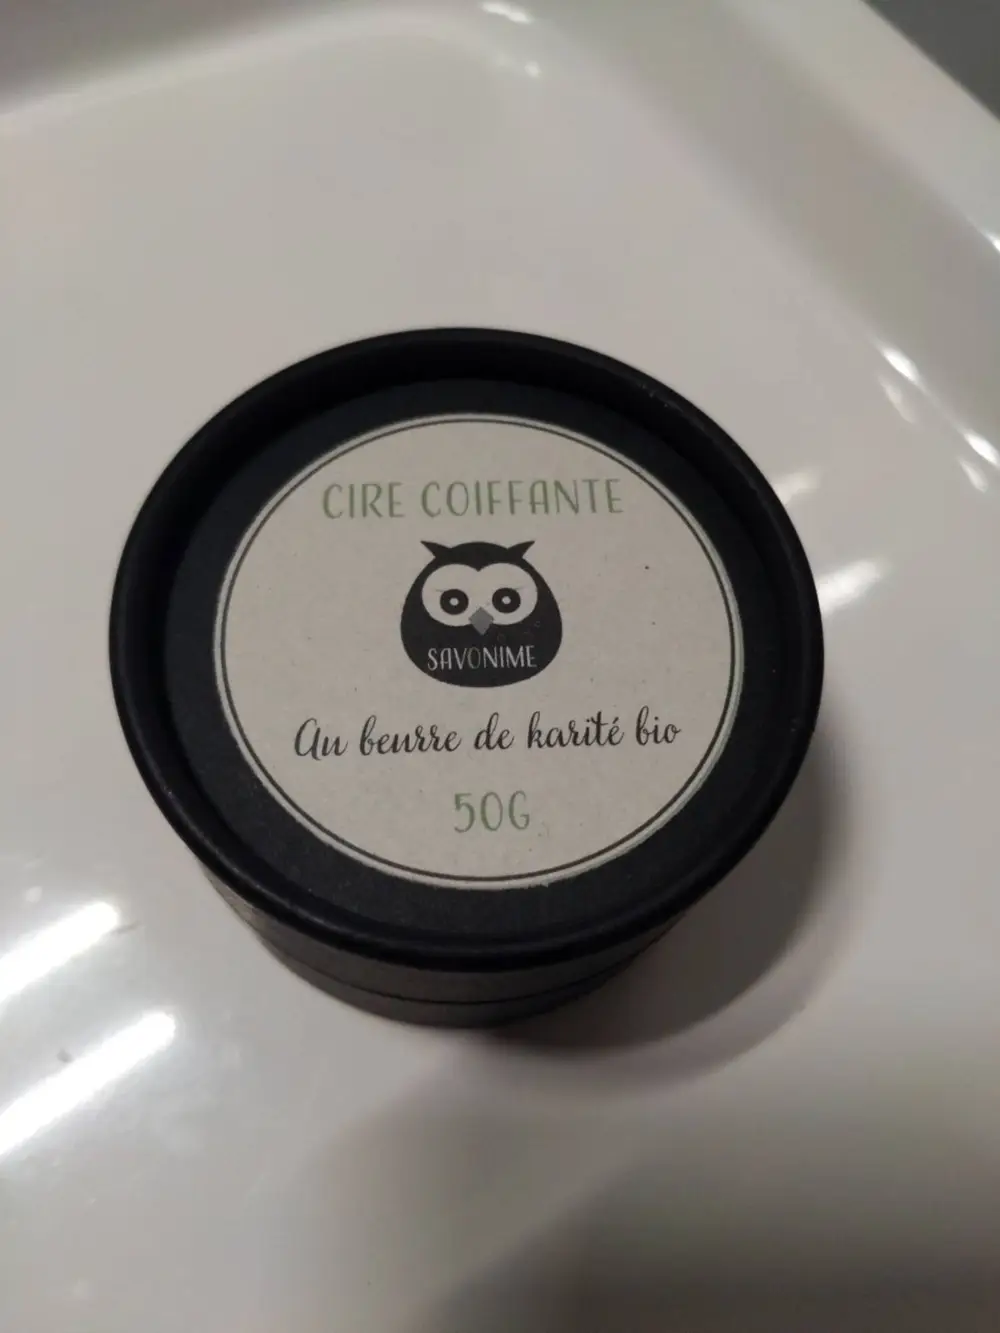 CIRE COIFFANTE
SAVONIME
Au beurre de karité bio
50G